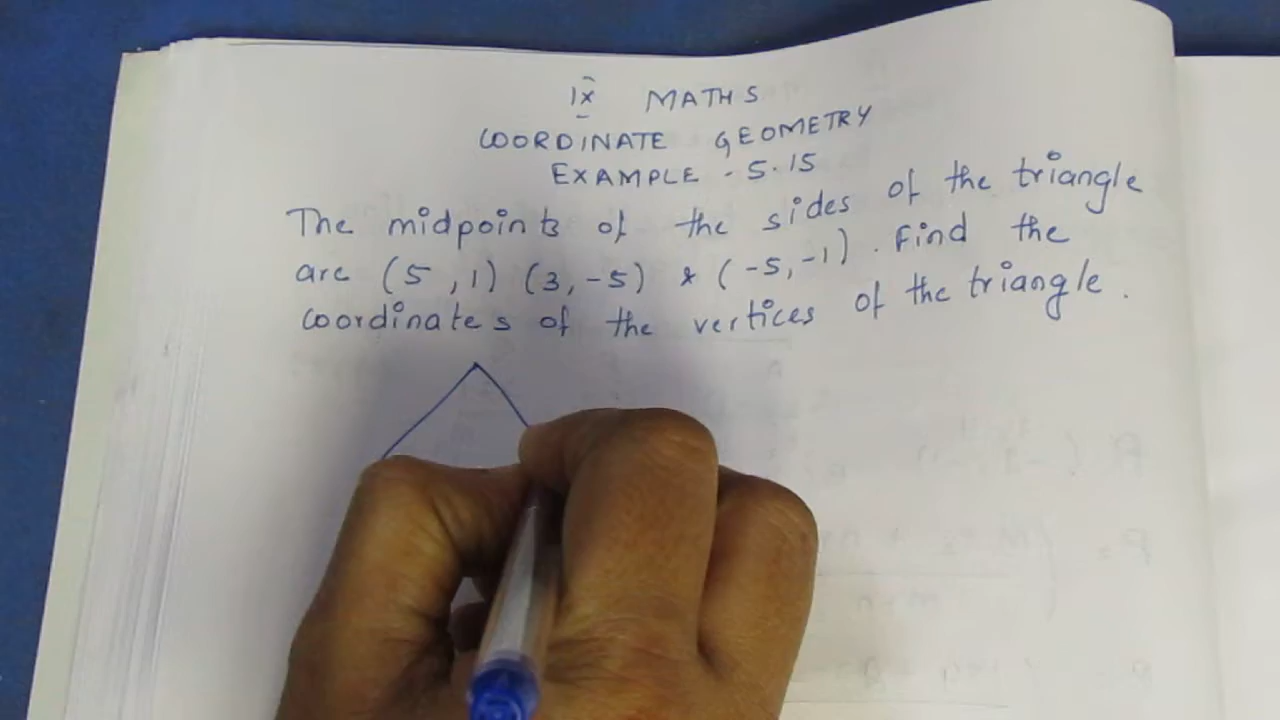 IX MATHS
COORDINATE GEOMETRY
EXAMPLE - 5.15
The midpoints of the sides of the triangle
are (5,1) (3,-5) & (-5,-1). Find the
coordinates of the vertices of the triangle.